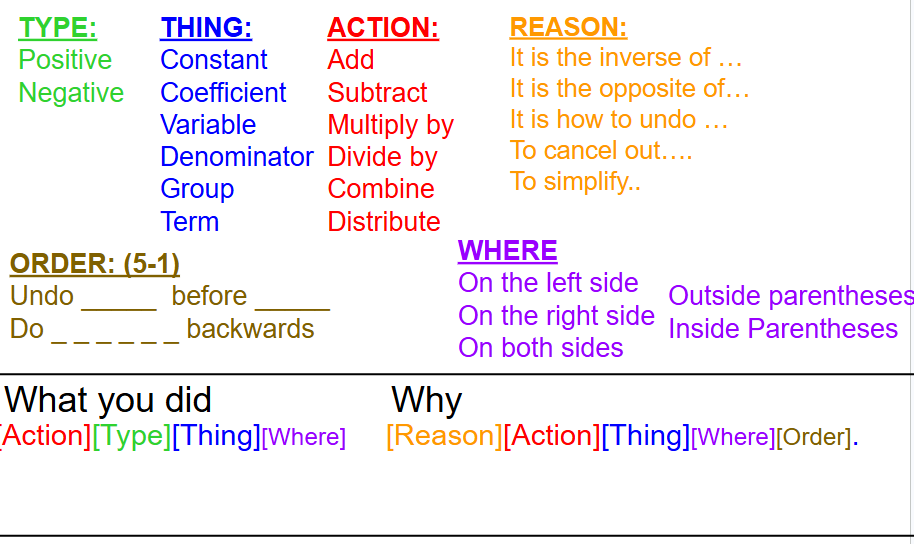 TYPE:
Positive
Negative
THING:
Constant
Coefficient
Variable
Denominator
Group
Term
ACTION:
Add
Subtract
Multiply by
Divide by
Combine
Distribute
REASON:
It is the inverse of …
It is the opposite of…
It is how to undo …
To cancel out….
To simplify..
ORDER: (5-1)
Undo _____ before _____
Do _ _ _ _ _ _ backwards
WHERE
On the left side
On the right side
On both sides
Outside parentheses
Inside Parentheses
What you did
[Action][Type][Thing][Where]
Why
[Reason][Action][Thing][Where][Order].